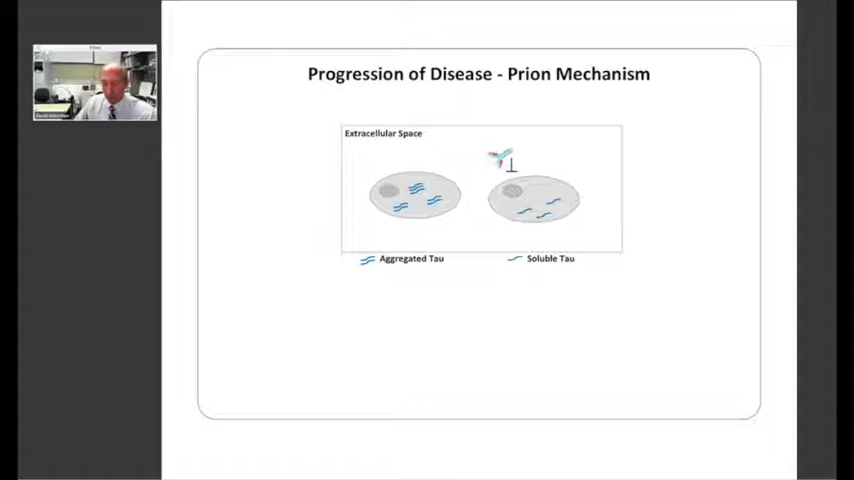 Progression of Disease - Prion Mechanism
Extracellular Space
Aggregated Tau
Soluble Tau